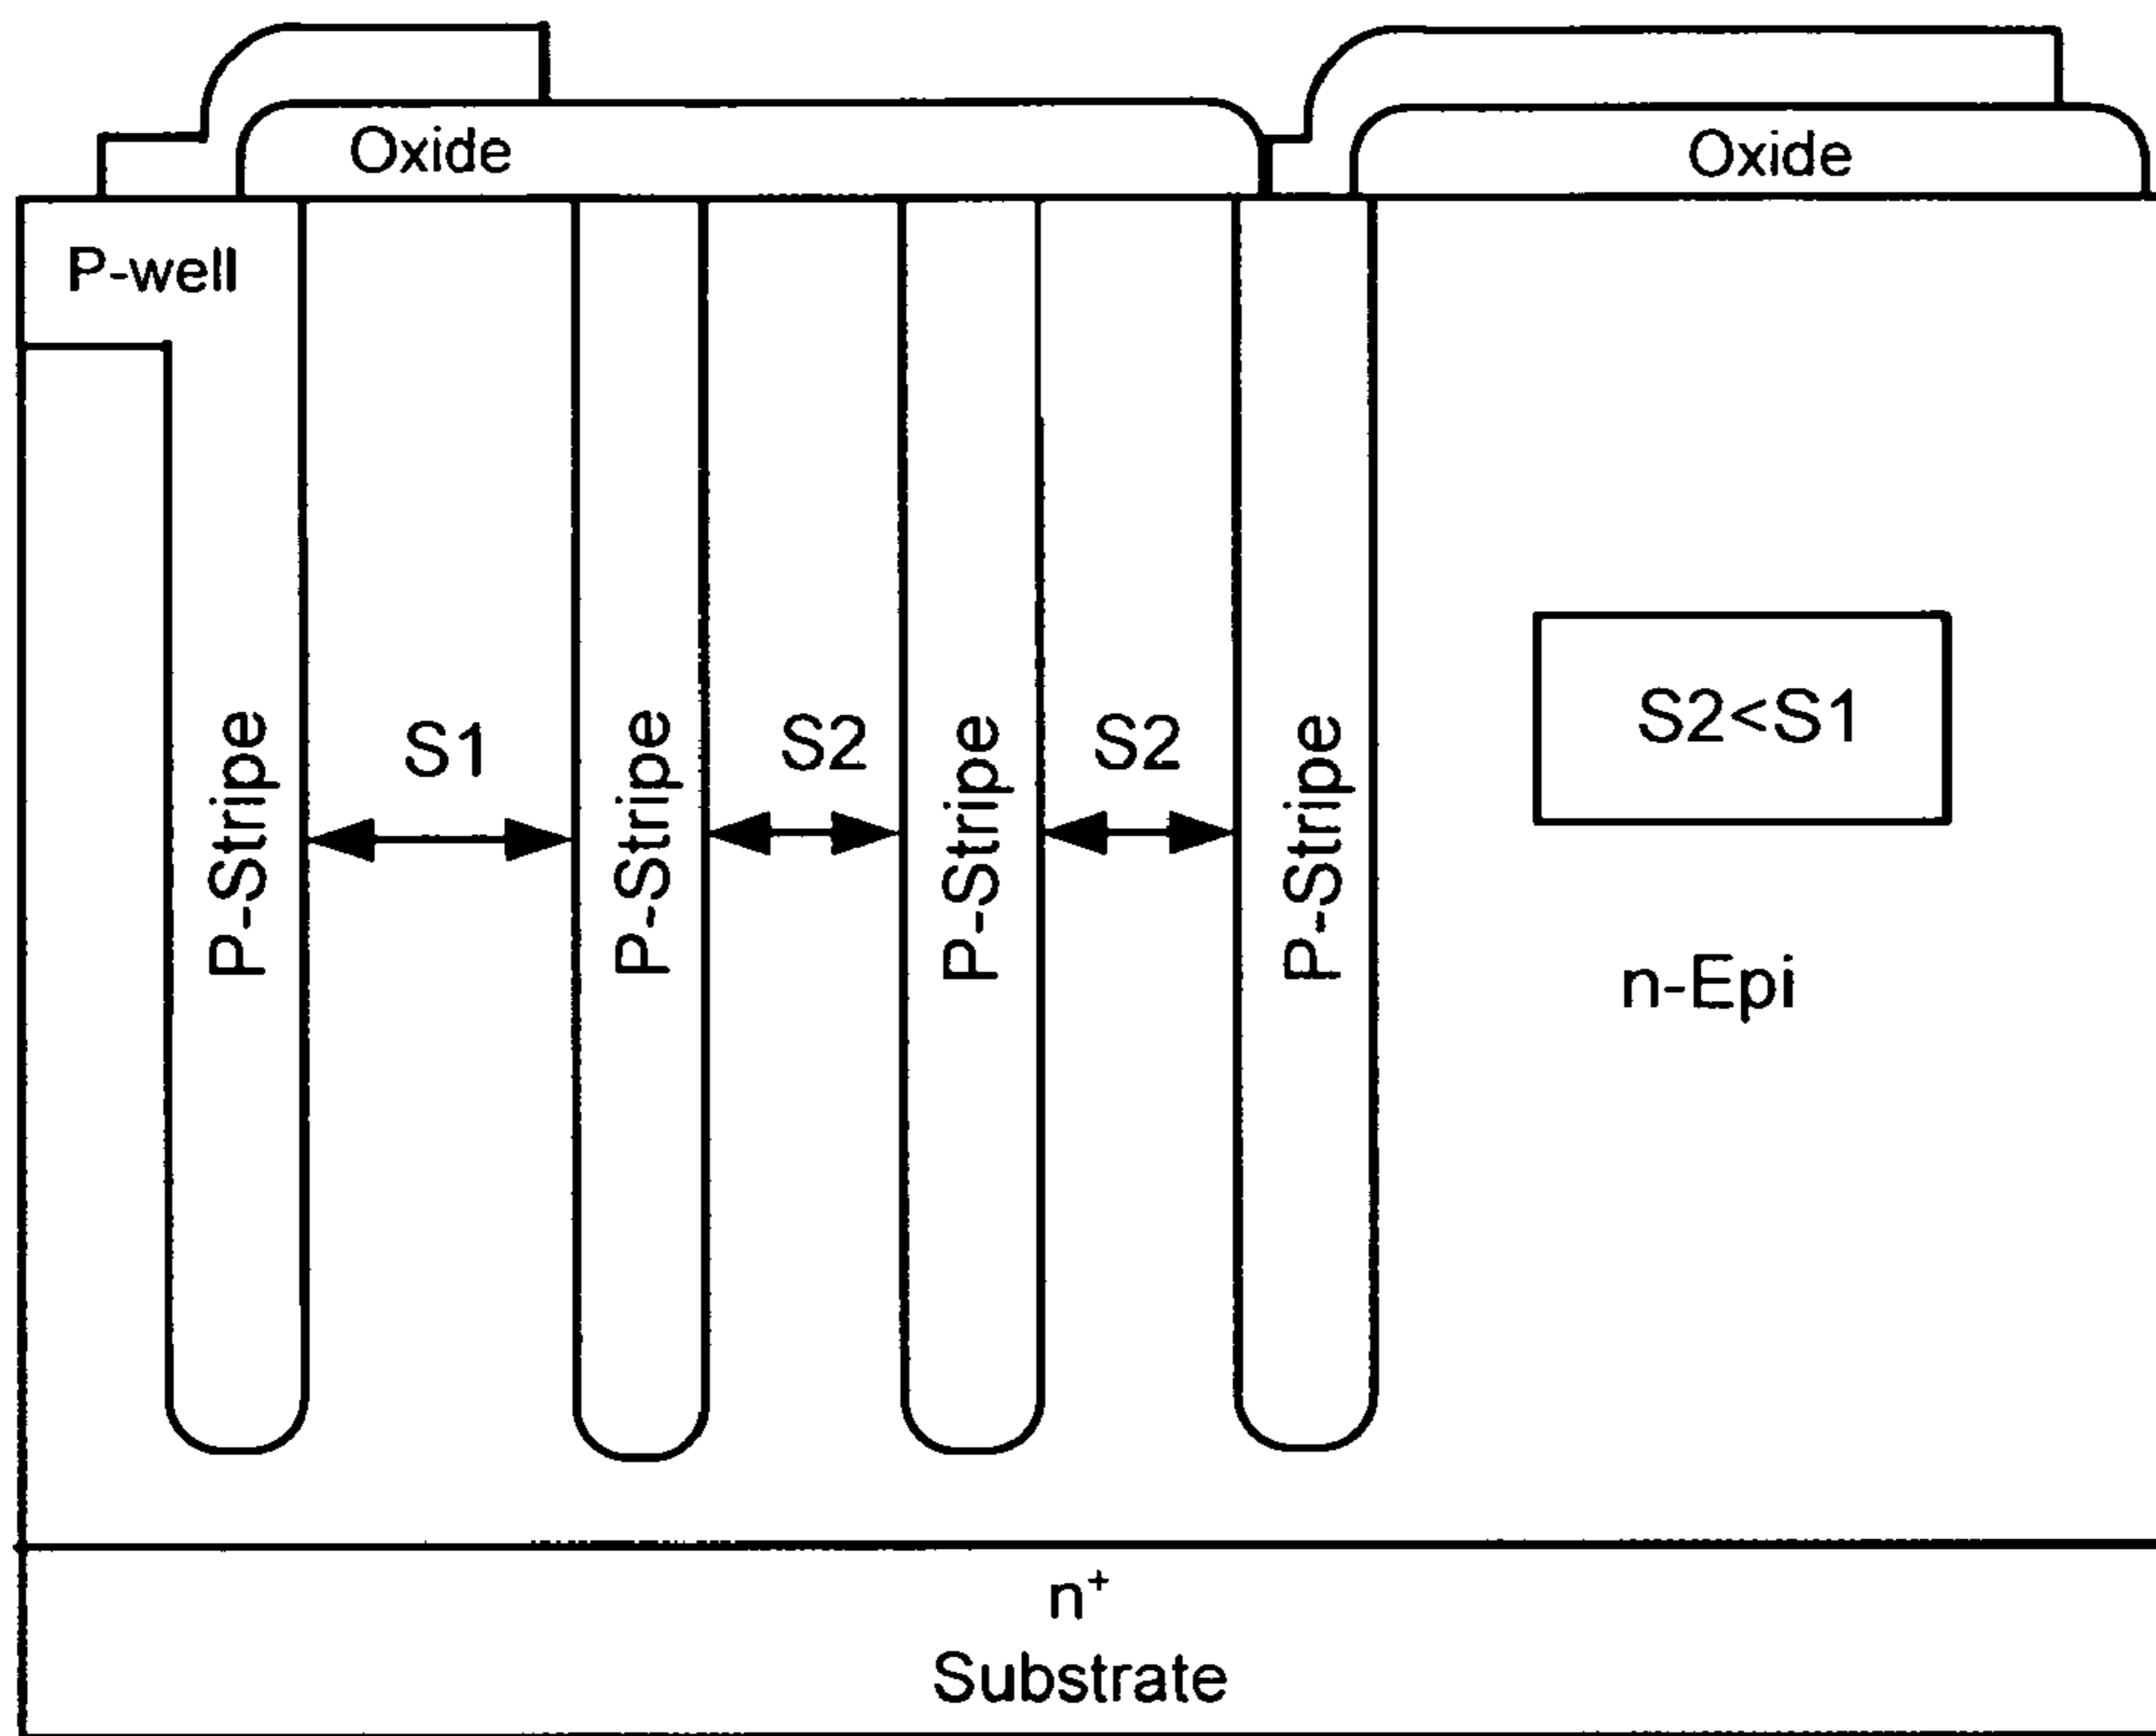 Oxide
Oxide
P-well
P-Stripe
S1
P-Stripe
S2
P-Stripe
S2
P-Stripe
S2<S1
n-Epi
n⁺
Substrate